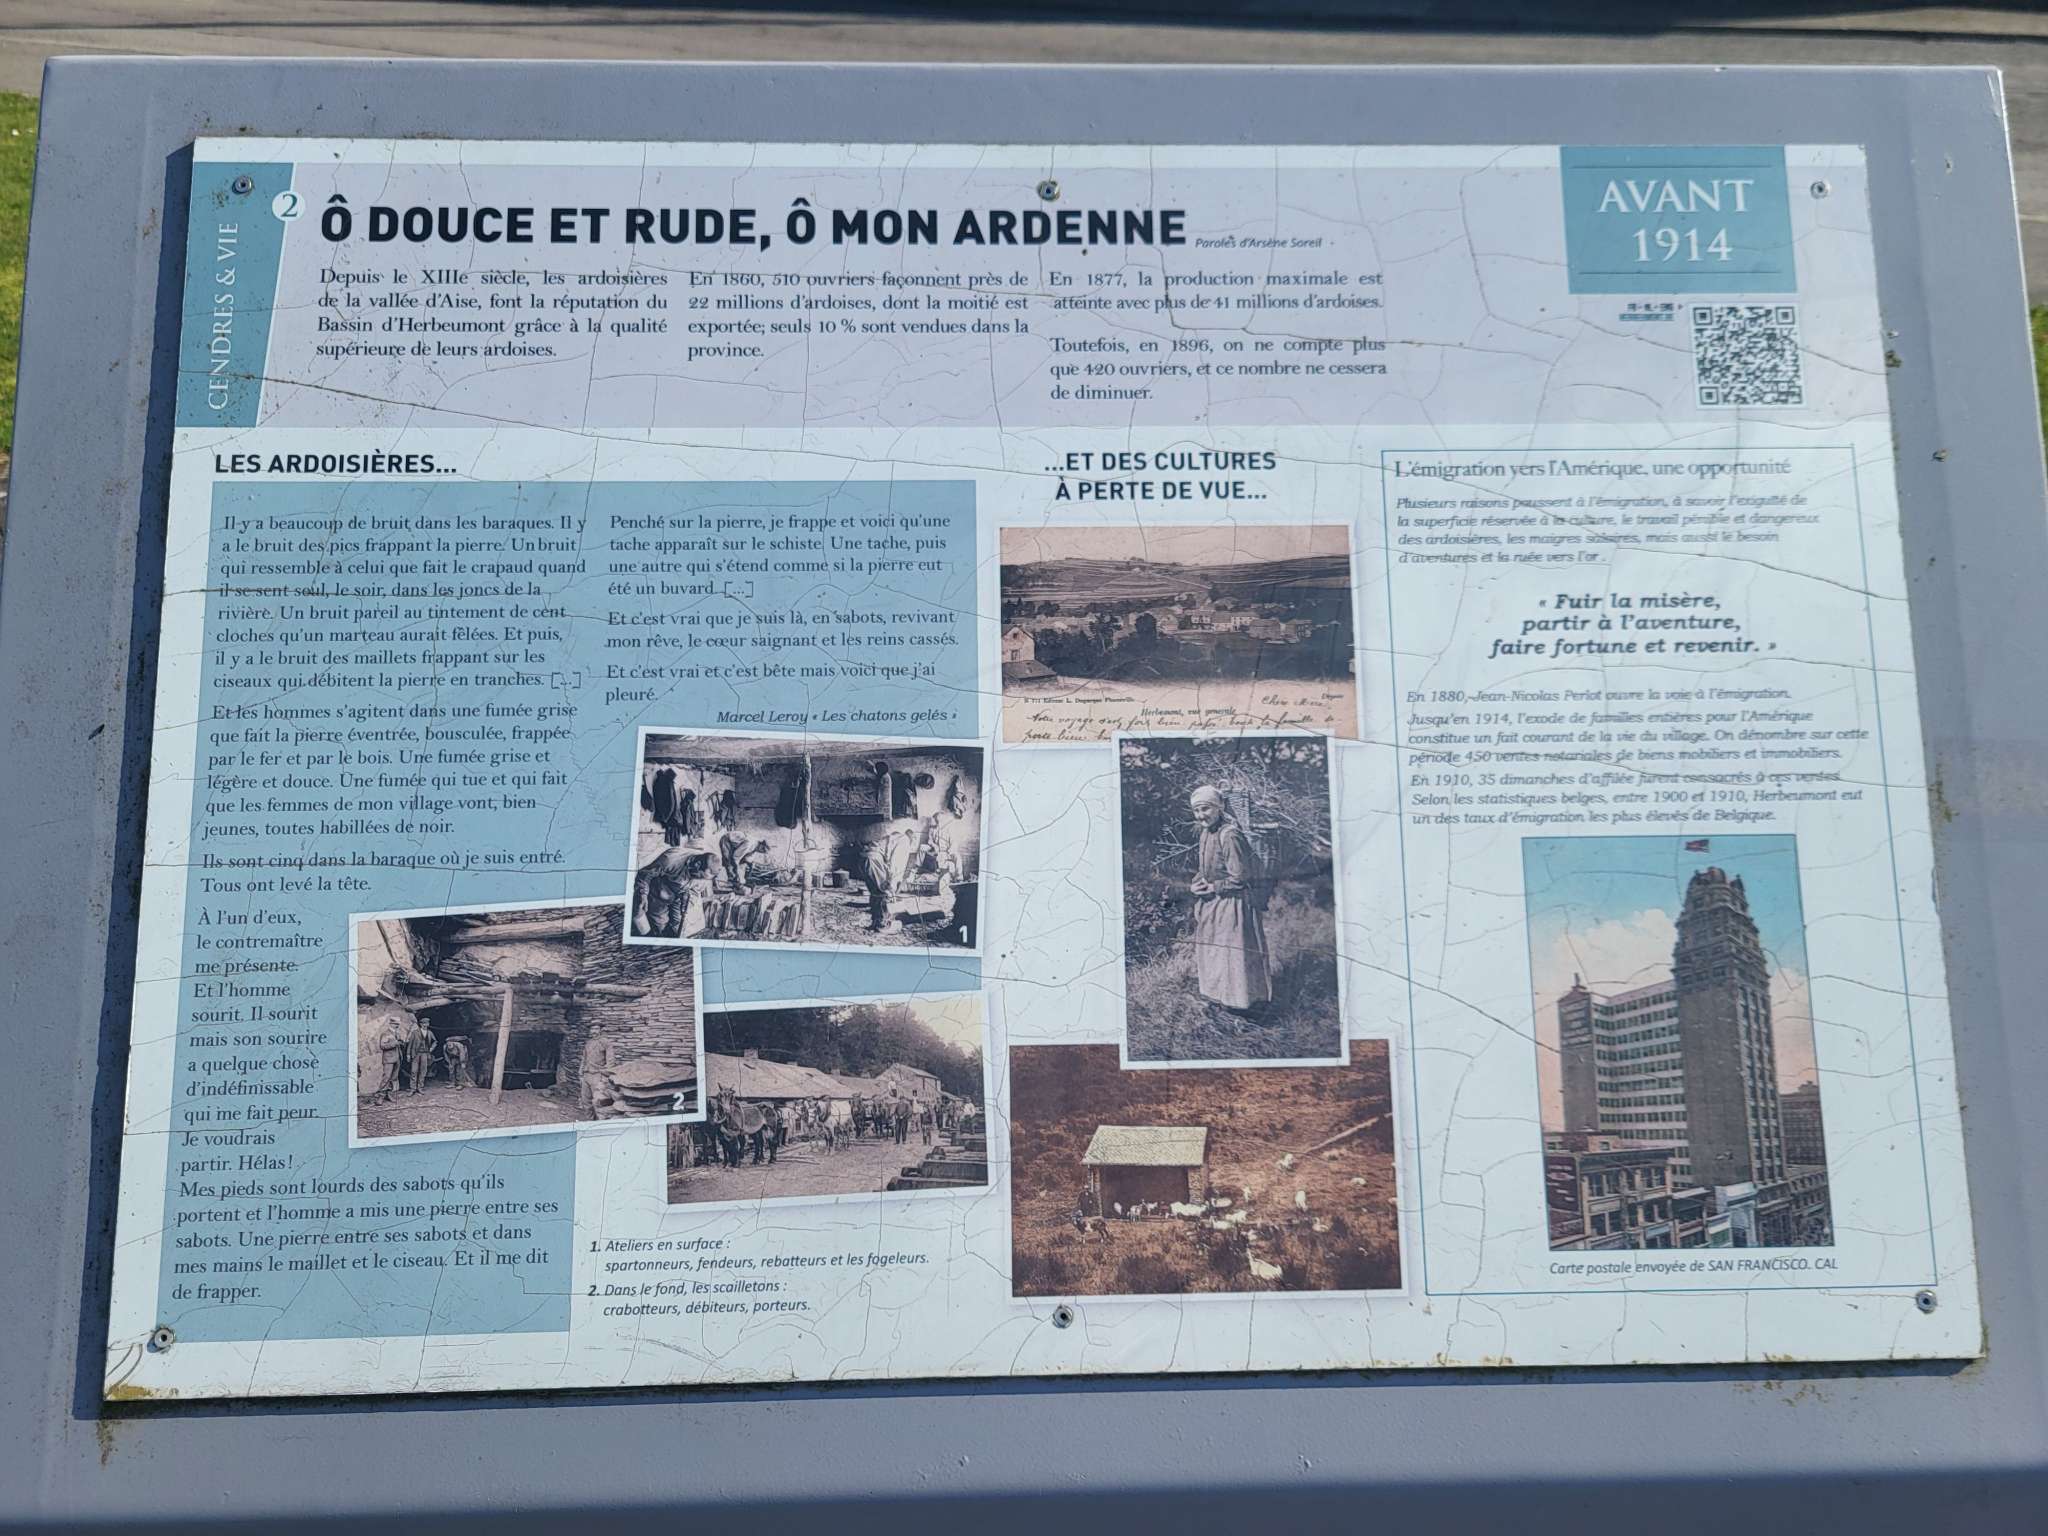 CENDRES & VIE
2
Ô DOUCE ET RUDE, Ô MON ARDENNE
Paroles d'Arsène Soreil
Depuis le XIIIe siècle, les ardoisières
de la vallée d'Aise, font la réputation du
Bassin d'Herbeumont grâce à la qualité
supérieure de leurs ardoises.
En 1860, 510 ouvriers façonnent près de
22 millions d'ardoises, dont la moitié est
exportée; seuls 10 % sont vendues dans la
province.
En 1877, la production maximale est
atteinte avec plus de 41 millions d'ardoises.
Toutefois, en 1896, on ne compte plus
que 420 ouvriers, et ce nombre ne cessera
de diminuer.
AVANT
1914
LES ARDOISIÈRES...
Il y a beaucoup de bruit dans les baraques. Il y
a le bruit des pics frappant la pierre. Un bruit
qui ressemble à celui que fait le crapaud quand
il se sent soul, le soir, dans les joncs de la
rivière. Un bruit pareil au tintement de cent
cloches qu'un marteau aurait fêlées. Et puis,
il y a le bruit des maillets frappant sur les
ciseaux qui débitent la pierre en tranches. [...]
Et les hommes s'agitent dans une fumée grise
que fait la pierre éventrée, bousculée, frappée
par le fer et par le bois. Une fumée grise et
légère et douce. Une fumée qui tue et qui fait
que les femmes de mon village vont, bien
jeunes, toutes habillées de noir.
Ils sont cinq dans la baraque où je suis entré.
Tous ont levé la tête.
À l'un d'eux,
le contremaître
me présente.
Et l'homme
sourit. Il sourit
mais son sourire
a quelque chose
d'indéfinissable
qui me fait peur.
Je voudrais
partir. Hélas !
Mes pieds sont lourds des sabots qu'ils
portent et l'homme a mis une pierre entre ses
sabots. Une pierre entre ses sabots et dans
mes mains le maillet et le ciseau. Et il me dit
de frapper.
Penché sur la pierre, je frappe et voici qu'une
tache apparaît sur le schiste. Une tache, puis
une autre qui s'étend comme si la pierre eut
été un buvard. [...]
Et c'est vrai que je suis là, en sabots, revivant
mon rêve, le cœur saignant et les reins cassés.
Et c'est vrai et c'est bête mais voici que j'ai
pleuré.
Marcel Leroy « Les chatons gelés »
1
2
1. Ateliers en surface :
spartonneurs, fendeurs, rebatteurs et les fogeleurs.
2. Dans le fond, les scailletons :
crabotteurs, débiteurs, porteurs.
...ET DES CULTURES
À PERTE DE VUE...
Herbeumont, vue générale
L'émigration vers l'Amérique, une opportunité
Plusieurs raisons poussent à l'émigration, à savoir l'exiguïté de
la superficie réservée à la culture, le travail pénible et dangereux
des ardoisières, les maigres salaires, mais aussi le besoin
d'aventures et la ruée vers l'or .
« Fuir la misère,
partir à l'aventure,
faire fortune et revenir. »
En 1880, Jean-Nicolas Perlot ouvre la voie à l'émigration.
Jusqu'en 1914, l'exode de familles entières pour l'Amérique
constitue un fait courant de la vie du village. On dénombre sur cette
période 450 ventes notariales de biens mobiliers et immobiliers.
En 1910, 35 dimanches d'affilée furent consacrés à ces ventes.
Selon les statistiques belges, entre 1900 et 1910, Herbeumont eut
un des taux d'émigration les plus élevés de Belgique.
Carte postale envoyée de SAN FRANCISCO. CAL